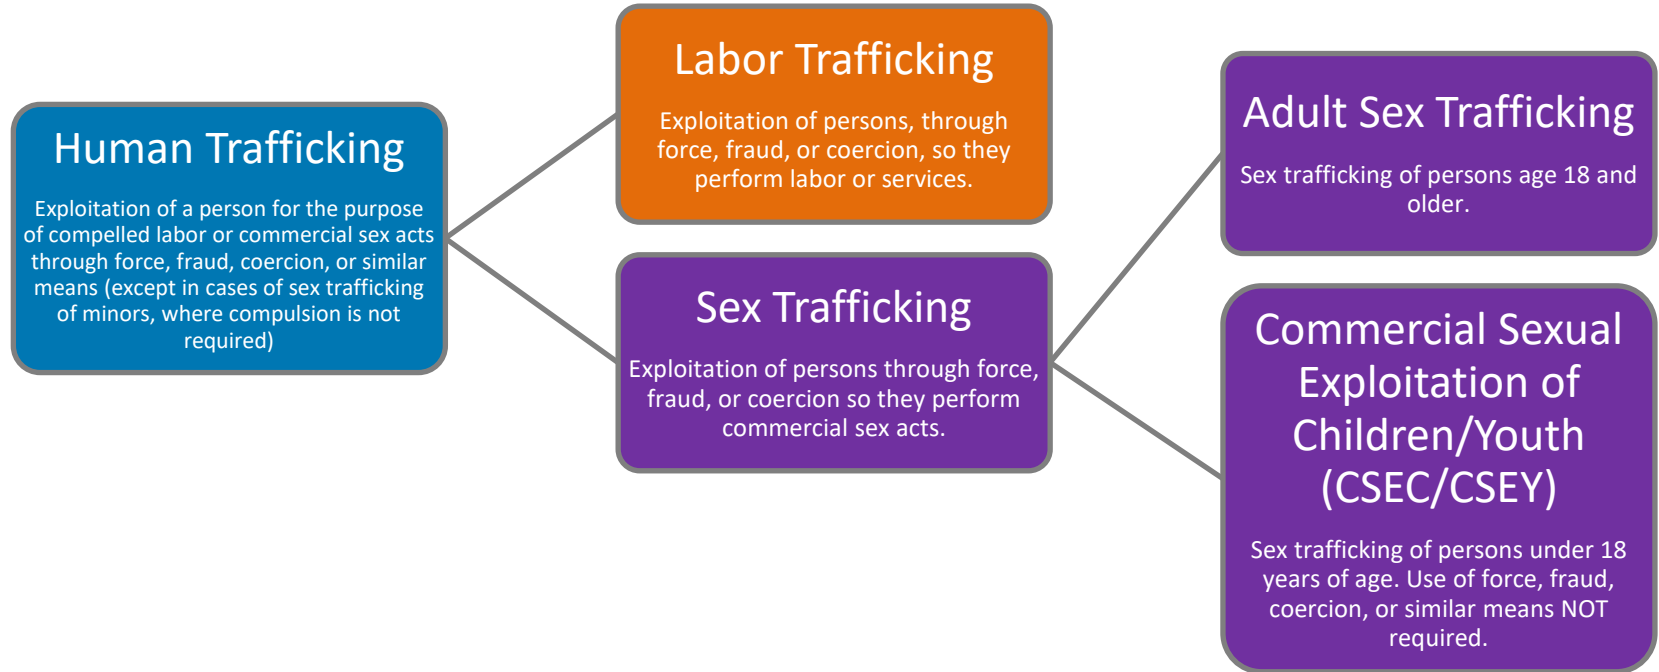 Human Trafficking
Exploitation of a person for the purpose
of compelled labor or commercial sex acts
through force, fraud, coercion, or similar
means (except in cases of sex trafficking
of minors, where compulsion is not
required)
Labor Trafficking
Exploitation of persons, through
force, fraud, or coercion, so they
perform labor or services.
Sex Trafficking
Exploitation of persons through force,
fraud, or coercion so they perform
commercial sex acts.
Adult Sex Trafficking
Sex trafficking of persons age 18 and
older.
Commercial Sexual
Exploitation of
Children/Youth
(CSEC/CSEY)
Sex trafficking of persons under 18
years of age. Use of force, fraud,
coercion, or similar means NOT
required.